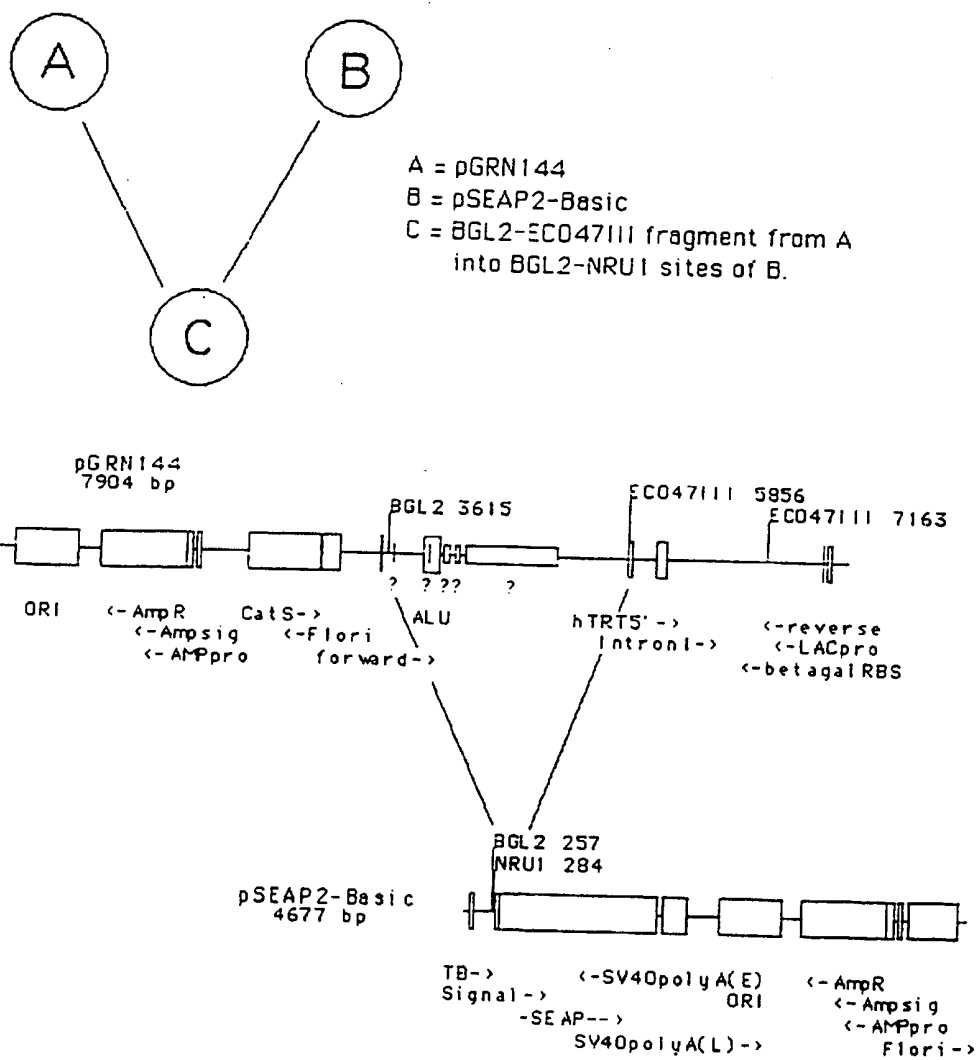 A
B
A = pGRN144
B = pSEAP2-Basic
C = BGL2-ECO47III fragment from A
into BGL2-NRU1 sites of B.
C
pGRN144
7904 bp
BGL2 3615
ECO47III 5856
ECO47III 7163
? ? ?? ?
ORI
<-AmpR
<-Ampsig
<-AMPpro
CatS->
<-Flori
forward->
ALU
hTRT5'->
Intron1->
<-reverse
<-LACpro
<-betagalRBS
BGL2 257
NRU1 284
pSEAP2-Basic
4677 bp
TB->
Signal->
-SEAP-->
<-SV40polyA(E)
ORI
SV40polyA(L)->
<-AmpR
<-Ampsig
<-AMPpro
Flori->